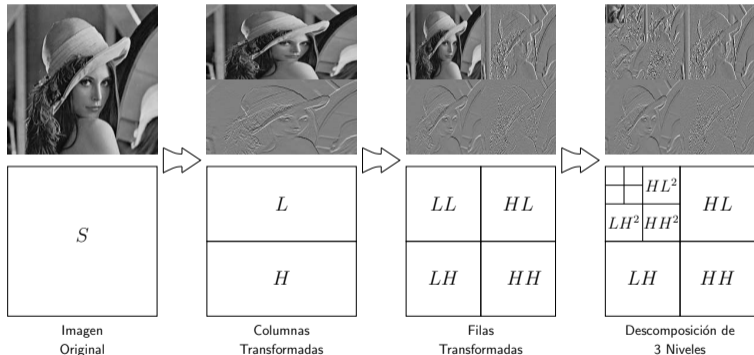 S
L
H
LL
HL
LH
HH
HL²
LH²
HH²
HL
LH
HH
Imagen
Original
Columnas
Transformadas
Filas
Transformadas
Descomposición de
3 Niveles